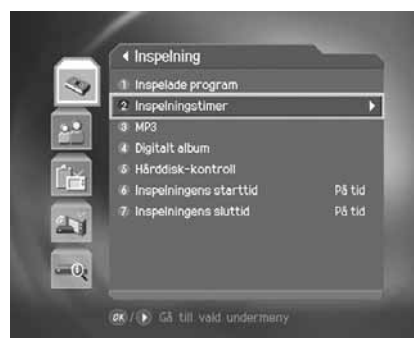 Inspelning
1 Inspelade program
2 Inspelningstimer
3 MP3
4 Digitalt album
5 Hårddisk-kontroll
6 Inspelningens starttid På tid
7 Inspelningens sluttid På tid
OK / Gå till vald undermeny